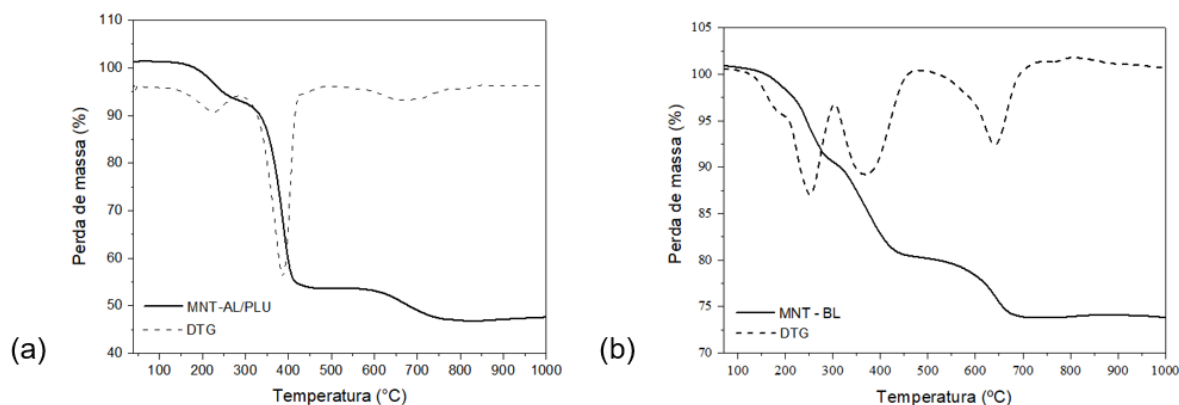 (a)
Perda de massa (%)
110
100
90
80
70
60
50
40
MNT-AL/PLU
DTG
100 200 300 400 500 600 700 800 900 1000
Temperatura (°C)
(b)
Perda de massa (%)
105
100
95
90
85
80
75
70
MNT - BL
DTG
100 200 300 400 500 600 700 800 900 1000
Temperatura (ºC)